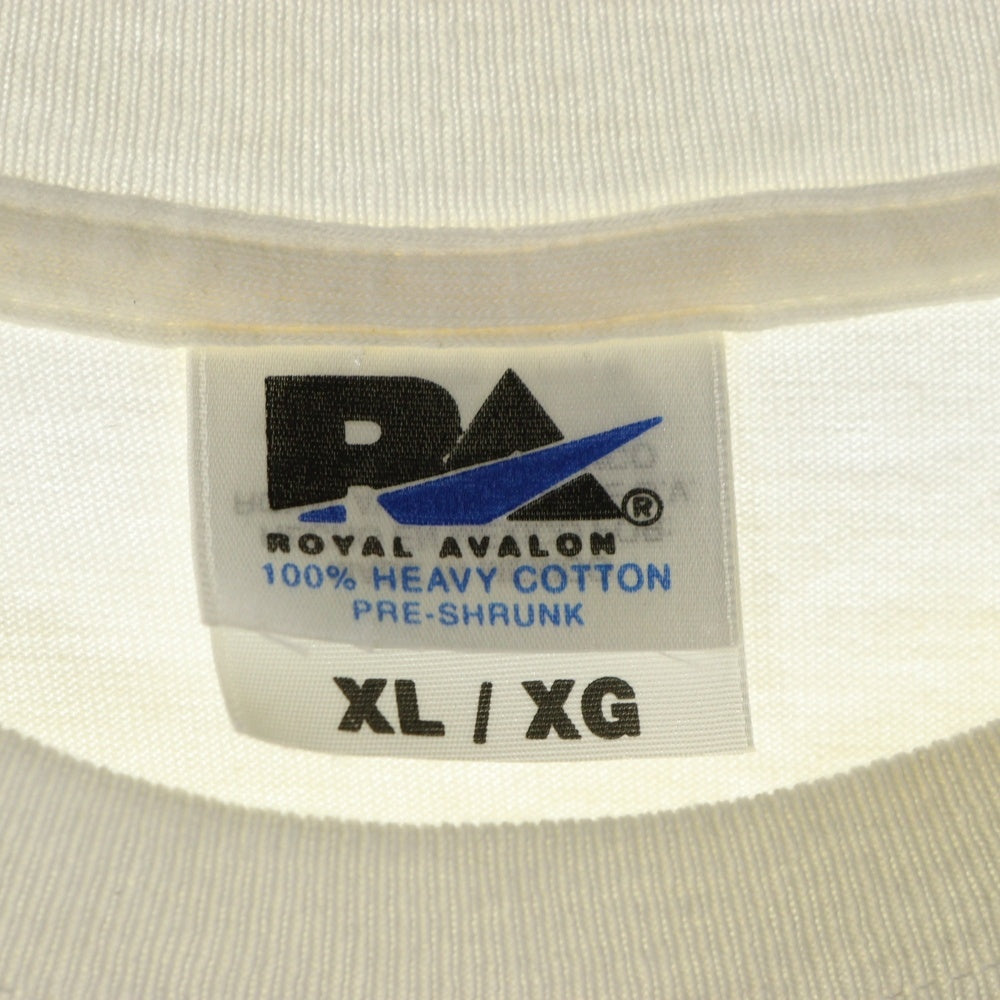 RA®
ROYAL AVALON
100% HEAVY COTTON
PRE-SHRUNK
XL / XG